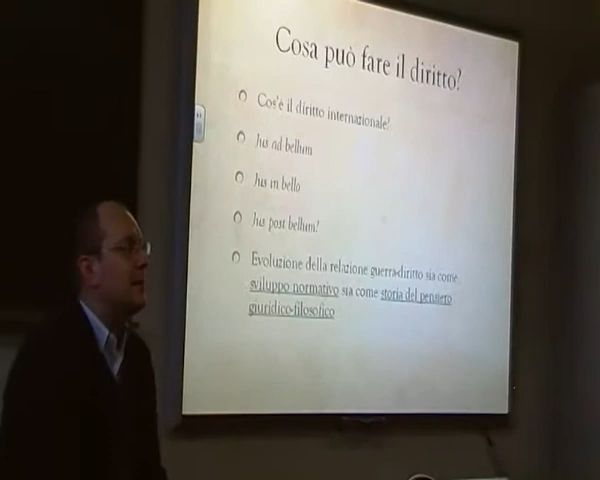 Cosa può fare il diritto?
Cos'è il diritto internazionale?
Jus ad bellum
Jus in bello
Jus post bellum?
Evoluzione della relazione guerra-diritto sia come
sviluppo normativo sia come storia del pensiero
giuridico-filosofico